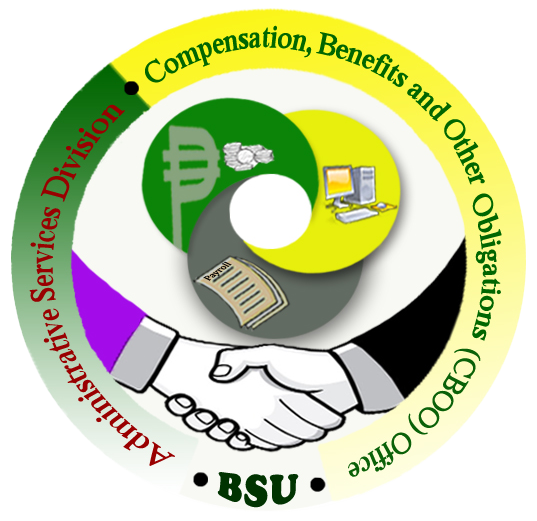 Administrative Services Division
Compensation, Benefits and Other Obligations (CBOO) Office
Payroll
BSU